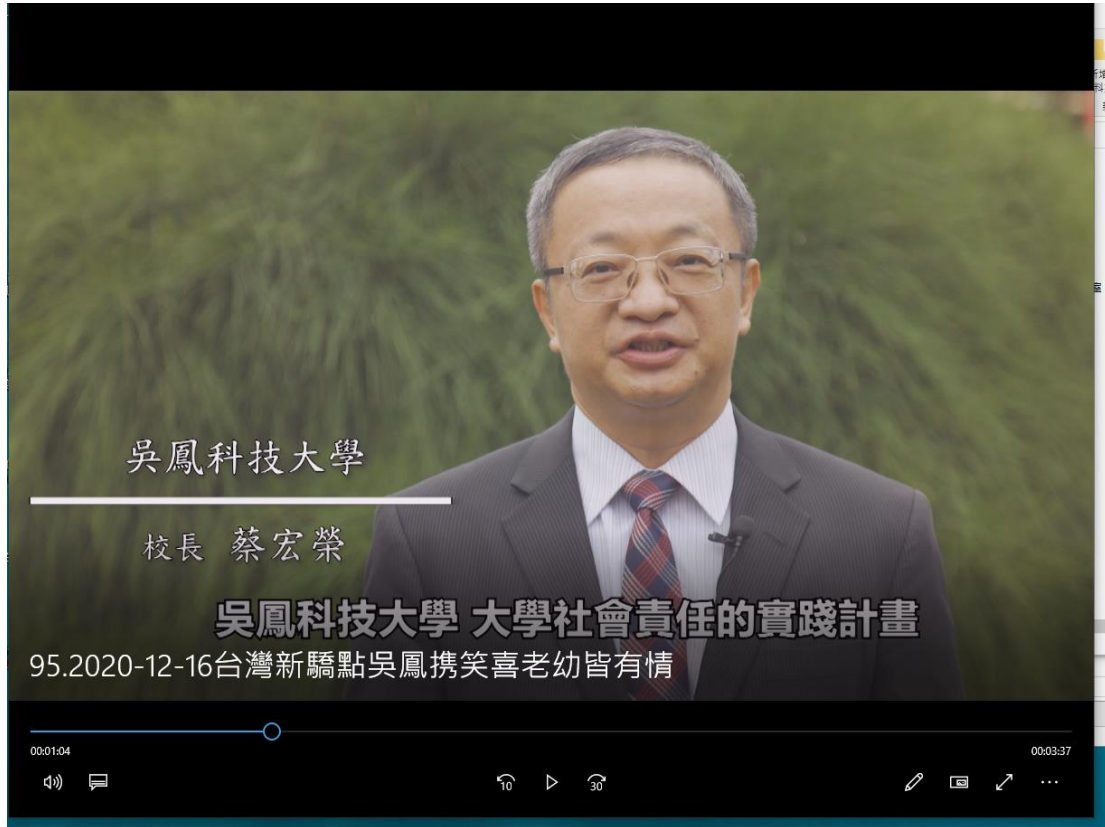 吳鳳科技大學
校長 蔡宏榮
吳鳳科技大學 大學社會責任的實踐計畫
95.2020-12-16台灣新驕點吳鳳携笑喜老幼皆有情
00:01:04
00:03:37
10
30